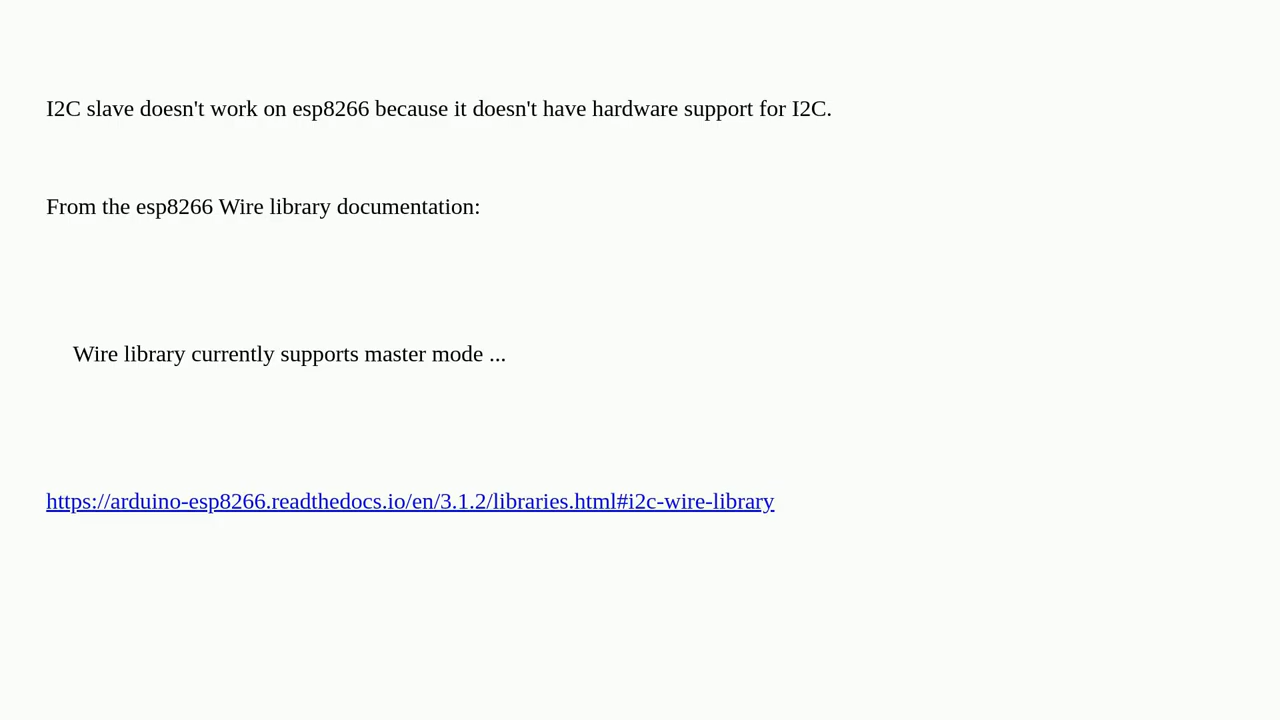 I2C slave doesn't work on esp8266 because it doesn't have hardware support for I2C.
From the esp8266 Wire library documentation:
Wire library currently supports master mode ...
https://arduino-esp8266.readthedocs.io/en/3.1.2/libraries.html#i2c-wire-library